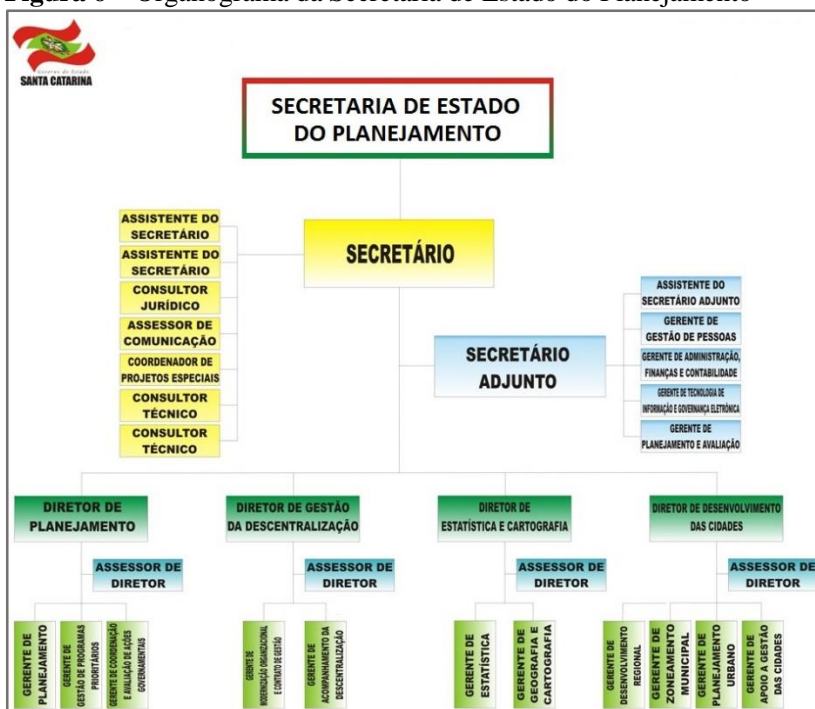 Figura 6 – Organograma da Secretaria de Estado do Planejamento
Governo do Estado
SANTA CATARINA
SECRETARIA DE ESTADO
DO PLANEJAMENTO
SECRETÁRIO
ASSISTENTE DO
SECRETÁRIO
ASSISTENTE DO
SECRETÁRIO
CONSULTOR
JURÍDICO
ASSESSOR DE
COMUNICAÇÃO
COORDENADOR DE
PROJETOS ESPECIAIS
CONSULTOR
TÉCNICO
CONSULTOR
TÉCNICO
SECRETÁRIO
ADJUNTO
ASSISTENTE DO
SECRETÁRIO ADJUNTO
GERENTE DE
GESTÃO DE PESSOAS
GERENTE DE ADMINISTRAÇÃO,
FINANÇAS E CONTABILIDADE
GERENTE DE TECNOLOGIA DE
INFORMAÇÃO E GOVERNANÇA ELETRÔNICA
GERENTE DE
PLANEJAMENTO E AVALIAÇÃO
DIRETOR DE
PLANEJAMENTO
ASSESSOR DE
DIRETOR
GERENTE DE
PLANEJAMENTO
GERENTE DE
GESTÃO DE PROGRAMAS
PRIORITÁRIOS
GERENTE DE COORDENAÇÃO
E AVALIAÇÃO DE AÇÕES
GOVERNAMENTAIS
DIRETOR DE GESTÃO
DA DESCENTRALIZAÇÃO
ASSESSOR DE
DIRETOR
GERENTE DE
MODERNIZAÇÃO ORGANIZACIONAL
E CONTRATO DE GESTÃO
GERENTE DE
ACOMPANHAMENTO DA
DESCENTRALIZAÇÃO
DIRETOR DE
ESTATÍSTICA E CARTOGRAFIA
ASSESSOR DE
DIRETOR
GERENTE DE
ESTATÍSTICA
GERENTE DE
GEOGRAFIA E
CARTOGRAFIA
DIRETOR DE DESENVOLVIMENTO
DAS CIDADES
ASSESSOR DE
DIRETOR
GERENTE DE
DESENVOLVIMENTO
REGIONAL
GERENTE DE
ZONEAMENTO
MUNICIPAL
GERENTE DE
PLANEJAMENTO
URBANO
GERENTE DE
APOIO A GESTÃO
DAS CIDADES